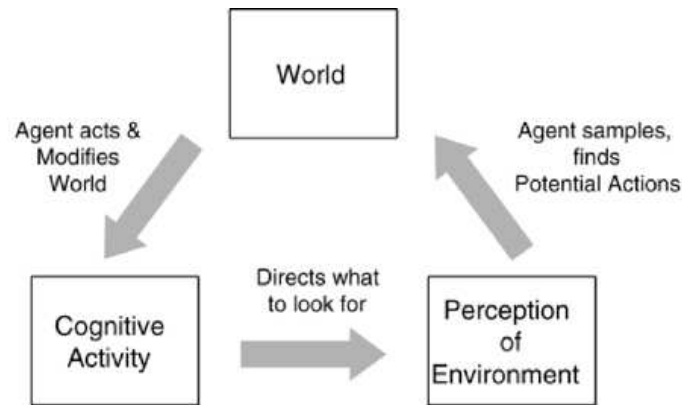 World
Agent acts &
Modifies
World
Agent samples,
finds
Potential Actions
Directs what
to look for
Cognitive
Activity
Perception
of
Environment